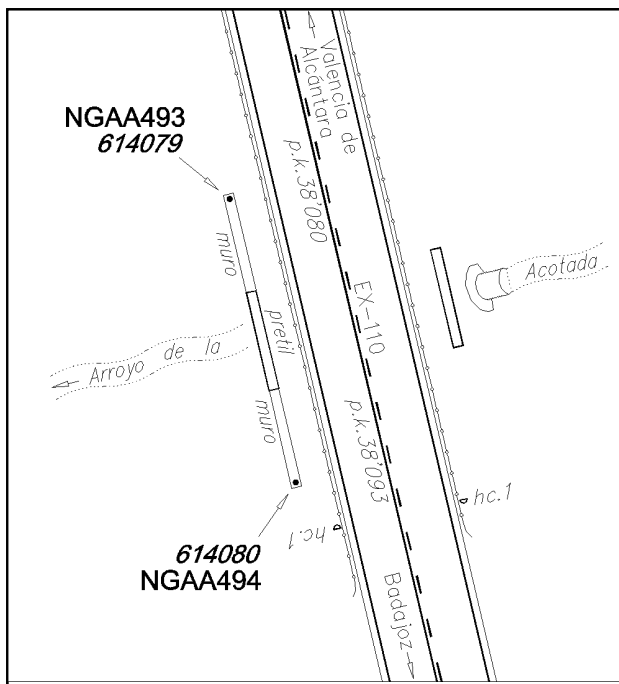 Valencia de
Alcántara
NGAA493
614079
p.k.38'080
muro
Acotada
pretil
EX-110
Arroyo de la
muro
p.k.38'093
hc.1
hc.1
614080
NGAA494
Badajoz